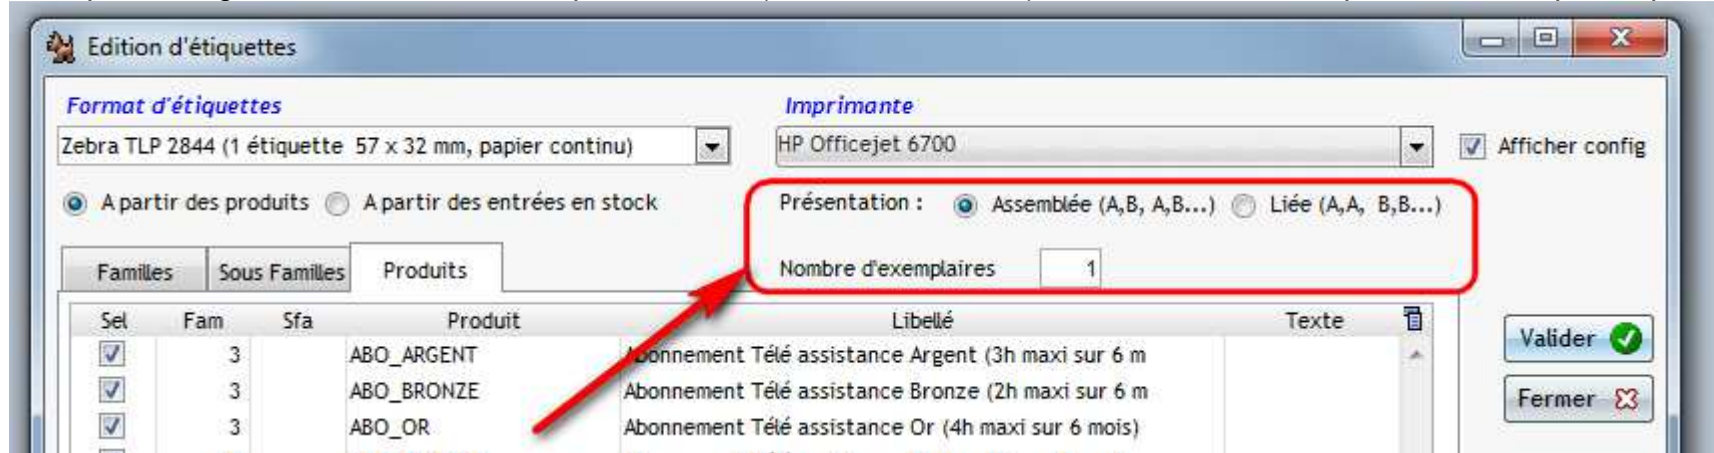 Edition d'étiquettes
Format d'étiquettes
Imprimante
Zebra TLP 2844 (1 étiquette 57 x 32 mm, papier continu)
HP Officejet 6700
Afficher config
A partir des produits
A partir des entrées en stock
Présentation :
Assemblée (A,B, A,B...)
Liée (A,A, B,B...)
Familles
Sous Familles
Produits
Nombre d'exemplaires
1
Sel Fam Sfa Produit Libellé Texte
3 ABO_ARGENT Abonnement Télé assistance Argent (3h maxi sur 6 m
3 ABO_BRONZE Abonnement Télé assistance Bronze (2h maxi sur 6 m
3 ABO_OR Abonnement Télé assistance Or (4h maxi sur 6 mois)
Valider
Fermer